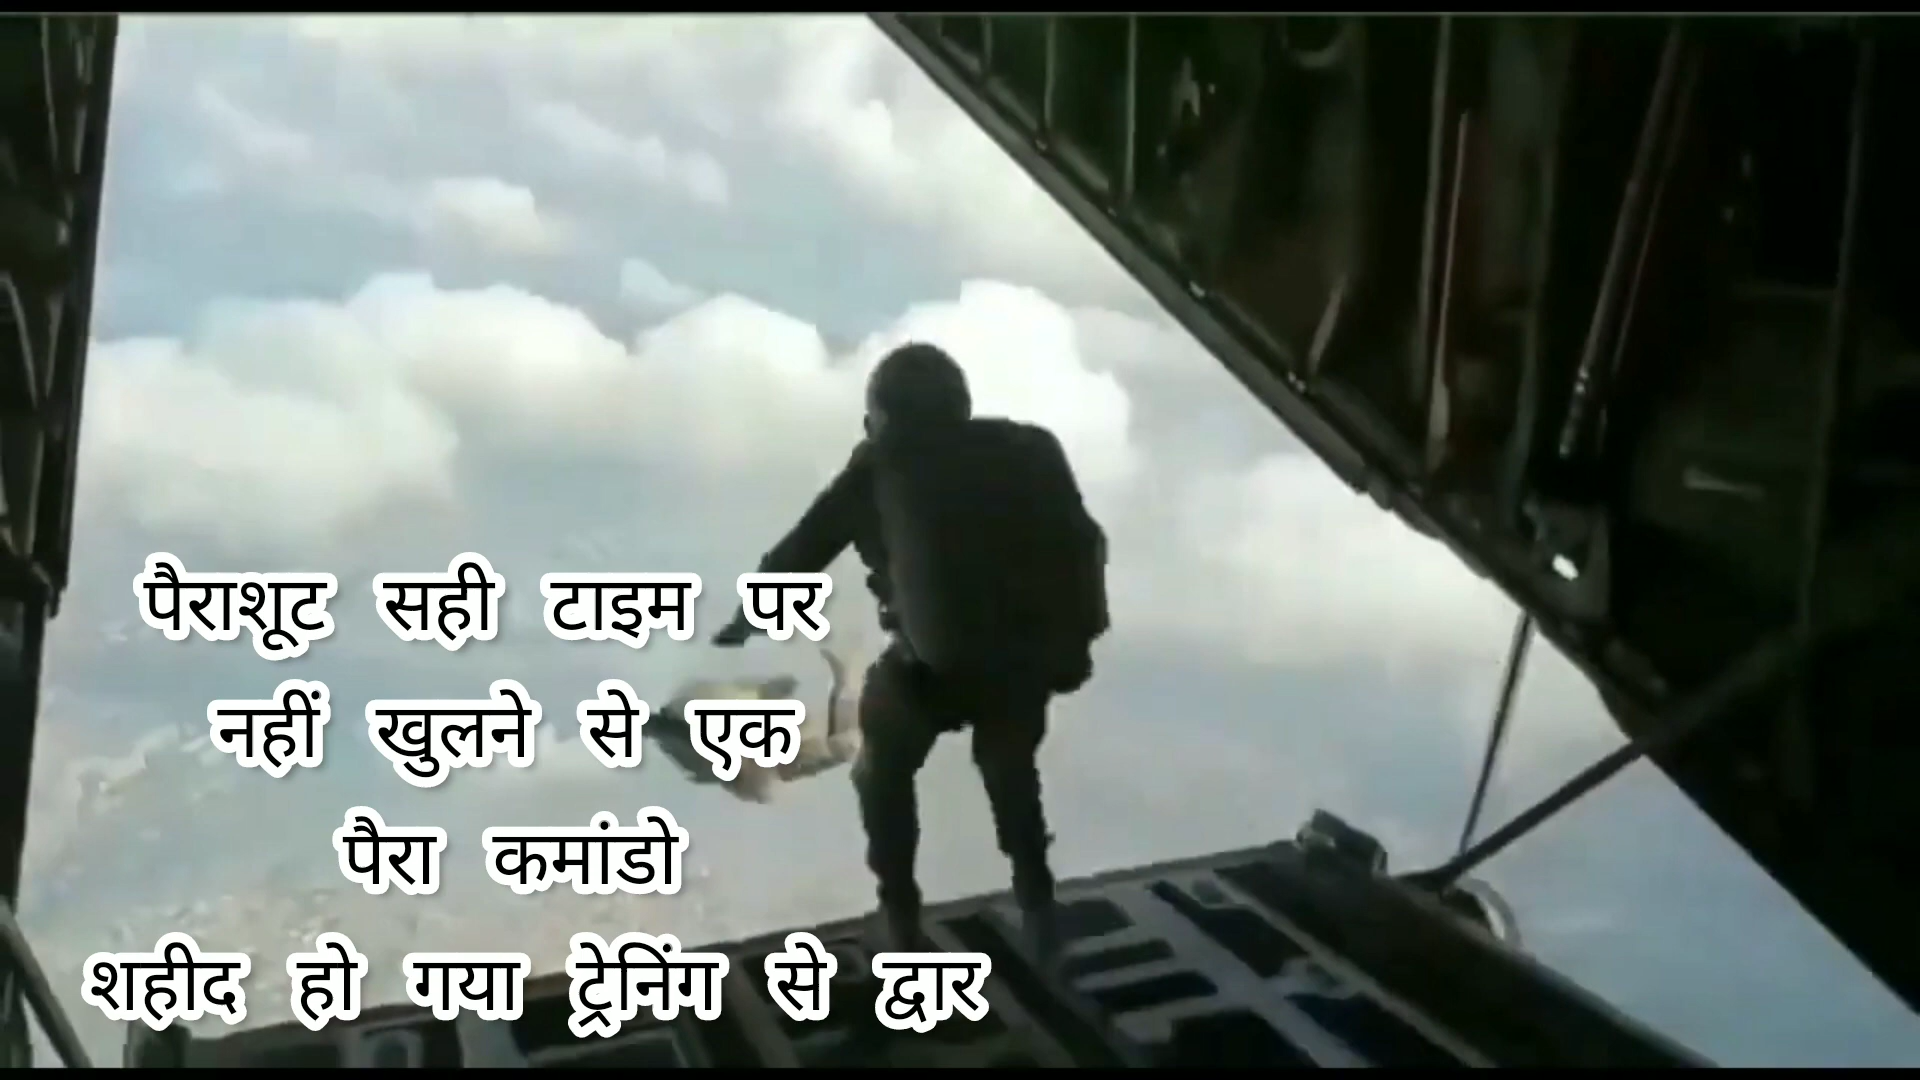 पैराशूट सही टाइम पर
नहीं खुलने से एक
पैरा कमांडो
शहीद हो गया ट्रेनिंग से द्वार